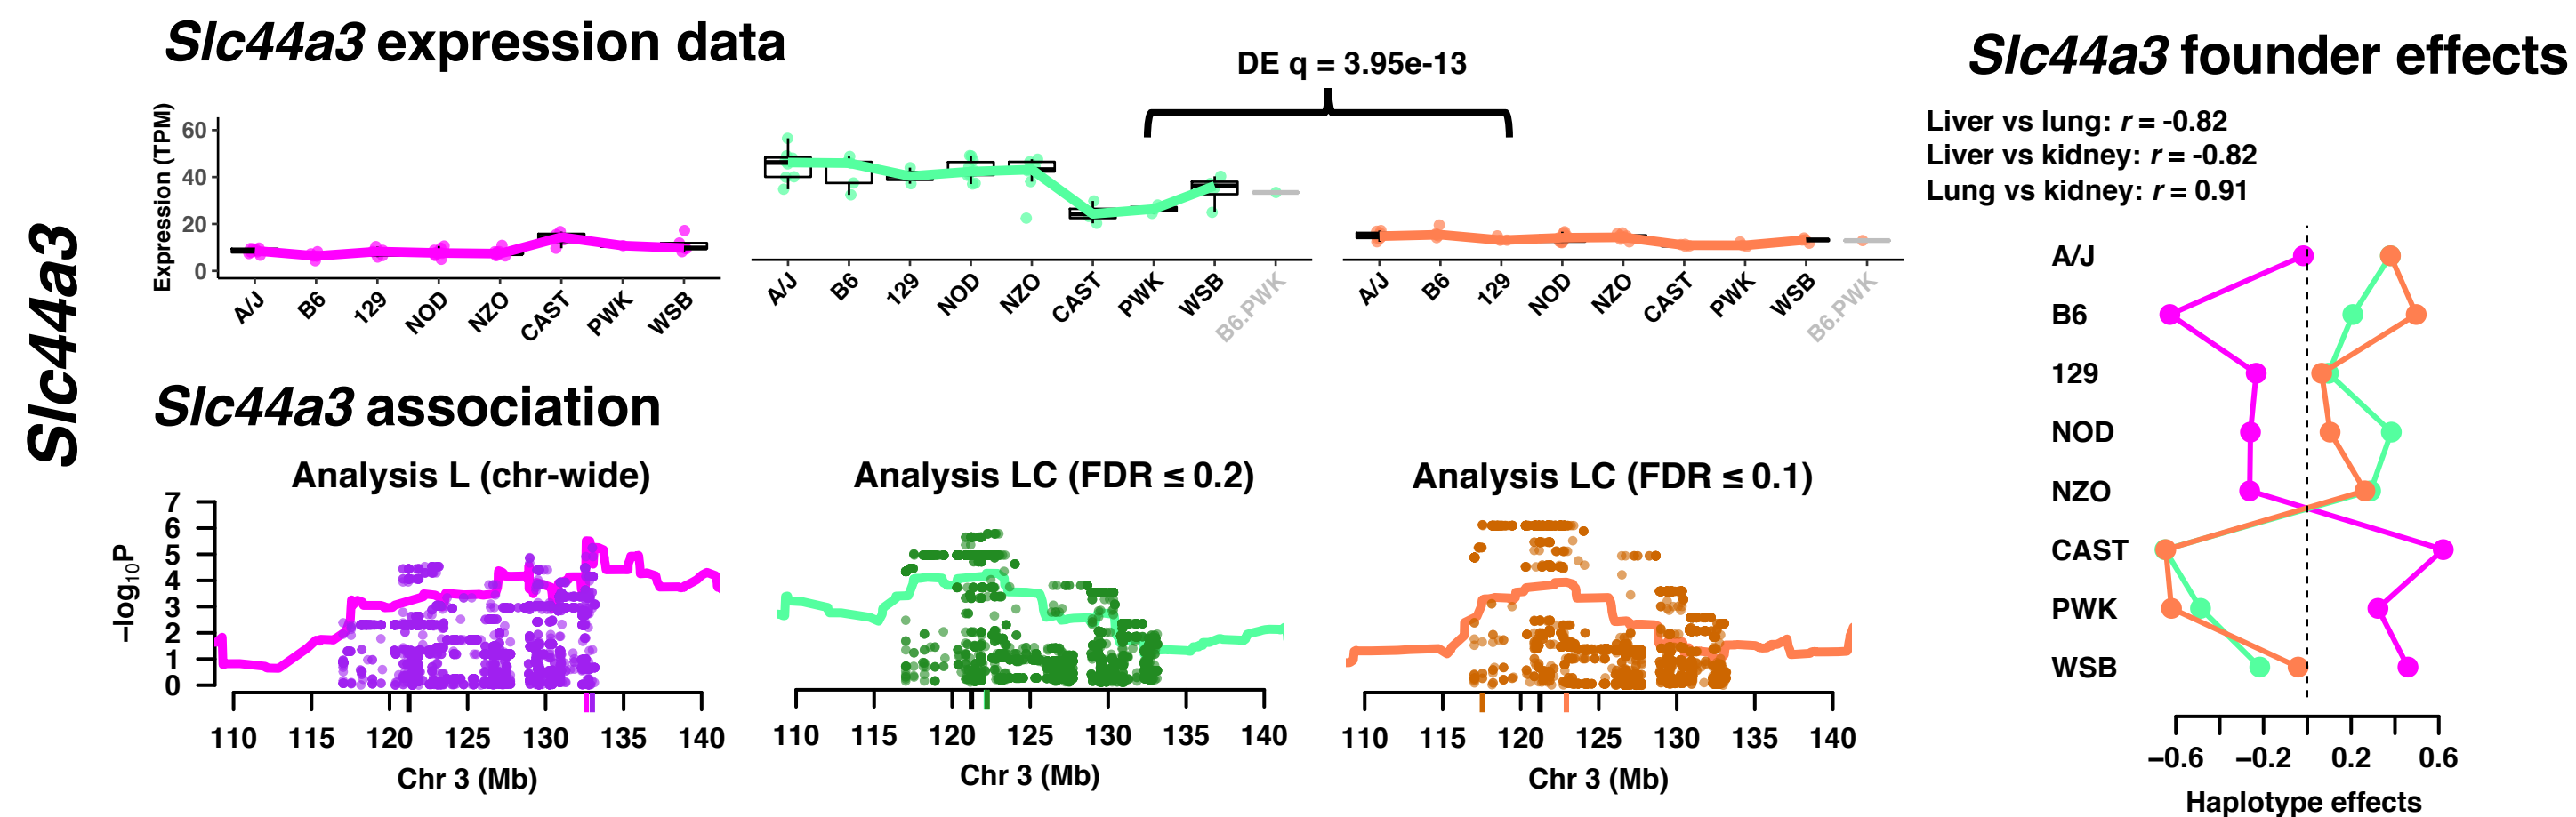 Slc44a3 expression data
DE q = 3.95e-13
Slc44a3 founder effects
Liver vs lung: r = -0.82
Liver vs kidney: r = -0.82
Lung vs kidney: r = 0.91
Slc44a3
Expression (TPM)
60
40
20
0
A/J B6 129 NOD NZO CAST PWK WSB
A/J B6 129 NOD NZO CAST PWK WSB B6.PWK
A/J B6 129 NOD NZO CAST PWK WSB B6.PWK
Slc44a3 association
Analysis L (chr-wide)
Analysis LC (FDR ≤ 0.2)
Analysis LC (FDR ≤ 0.1)
−log10P
7
6
5
4
3
2
1
0
110 115 120 125 130 135 140
Chr 3 (Mb)
110 115 120 125 130 135 140
Chr 3 (Mb)
110 115 120 125 130 135 140
Chr 3 (Mb)
A/J
B6
129
NOD
NZO
CAST
PWK
WSB
−0.6 −0.2 0.2 0.6
Haplotype effects